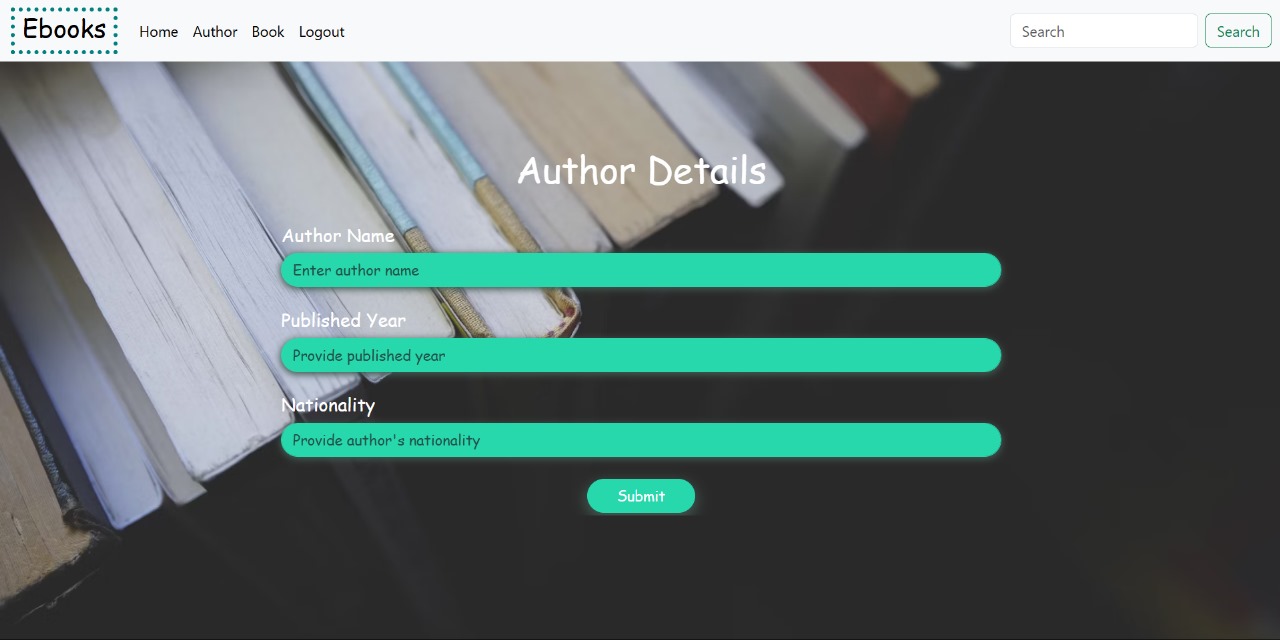 Ebooks Home Author Book Logout Search Search
Author Details
Author Name
Enter author name
Published Year
Provide published year
Nationality
Provide author's nationality
Submit